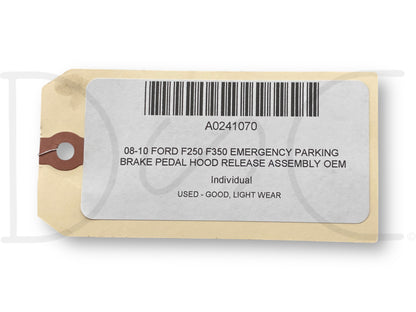 A0241070
08-10 FORD F250 F350 EMERGENCY PARKING
BRAKE PEDAL HOOD RELEASE ASSEMBLY OEM
Individual
USED - GOOD, LIGHT WEAR